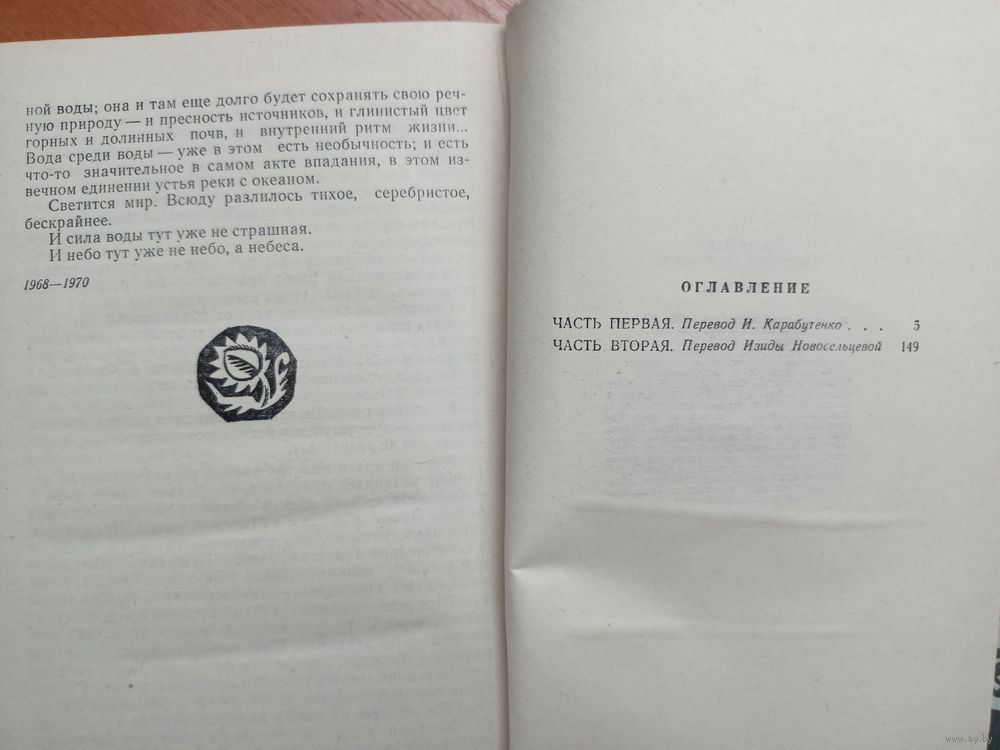 ной воды; она и там еще долго будет сохранять свою реч-
ную природу — и пресность источников, и глинистый цвет
горных и долинных почв, и внутренний ритм жизни...
Вода среди воды — уже в этом есть необычность; и есть
что-то значительное в самом акте впадания, в этом из-
вечном единении устья реки с океаном.
Светится мир. Всюду разлилось тихое, серебристое,
бескрайнее.
И сила воды тут уже не страшная.
И небо тут уже не небо, а небеса.
1968—1970
ОГЛАВЛЕНИЕ
ЧАСТЬ ПЕРВАЯ. Перевод И. Карабутенко . . . 5
ЧАСТЬ ВТОРАЯ. Перевод Изиды Новосельцевой 149
www.ay.by